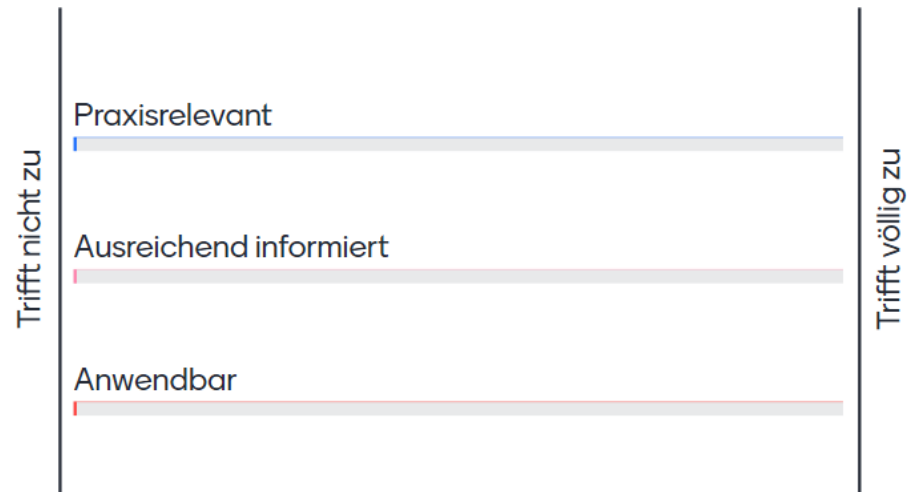 Trifft nicht zu
Praxisrelevant
Ausreichend informiert
Anwendbar
Trifft völlig zu